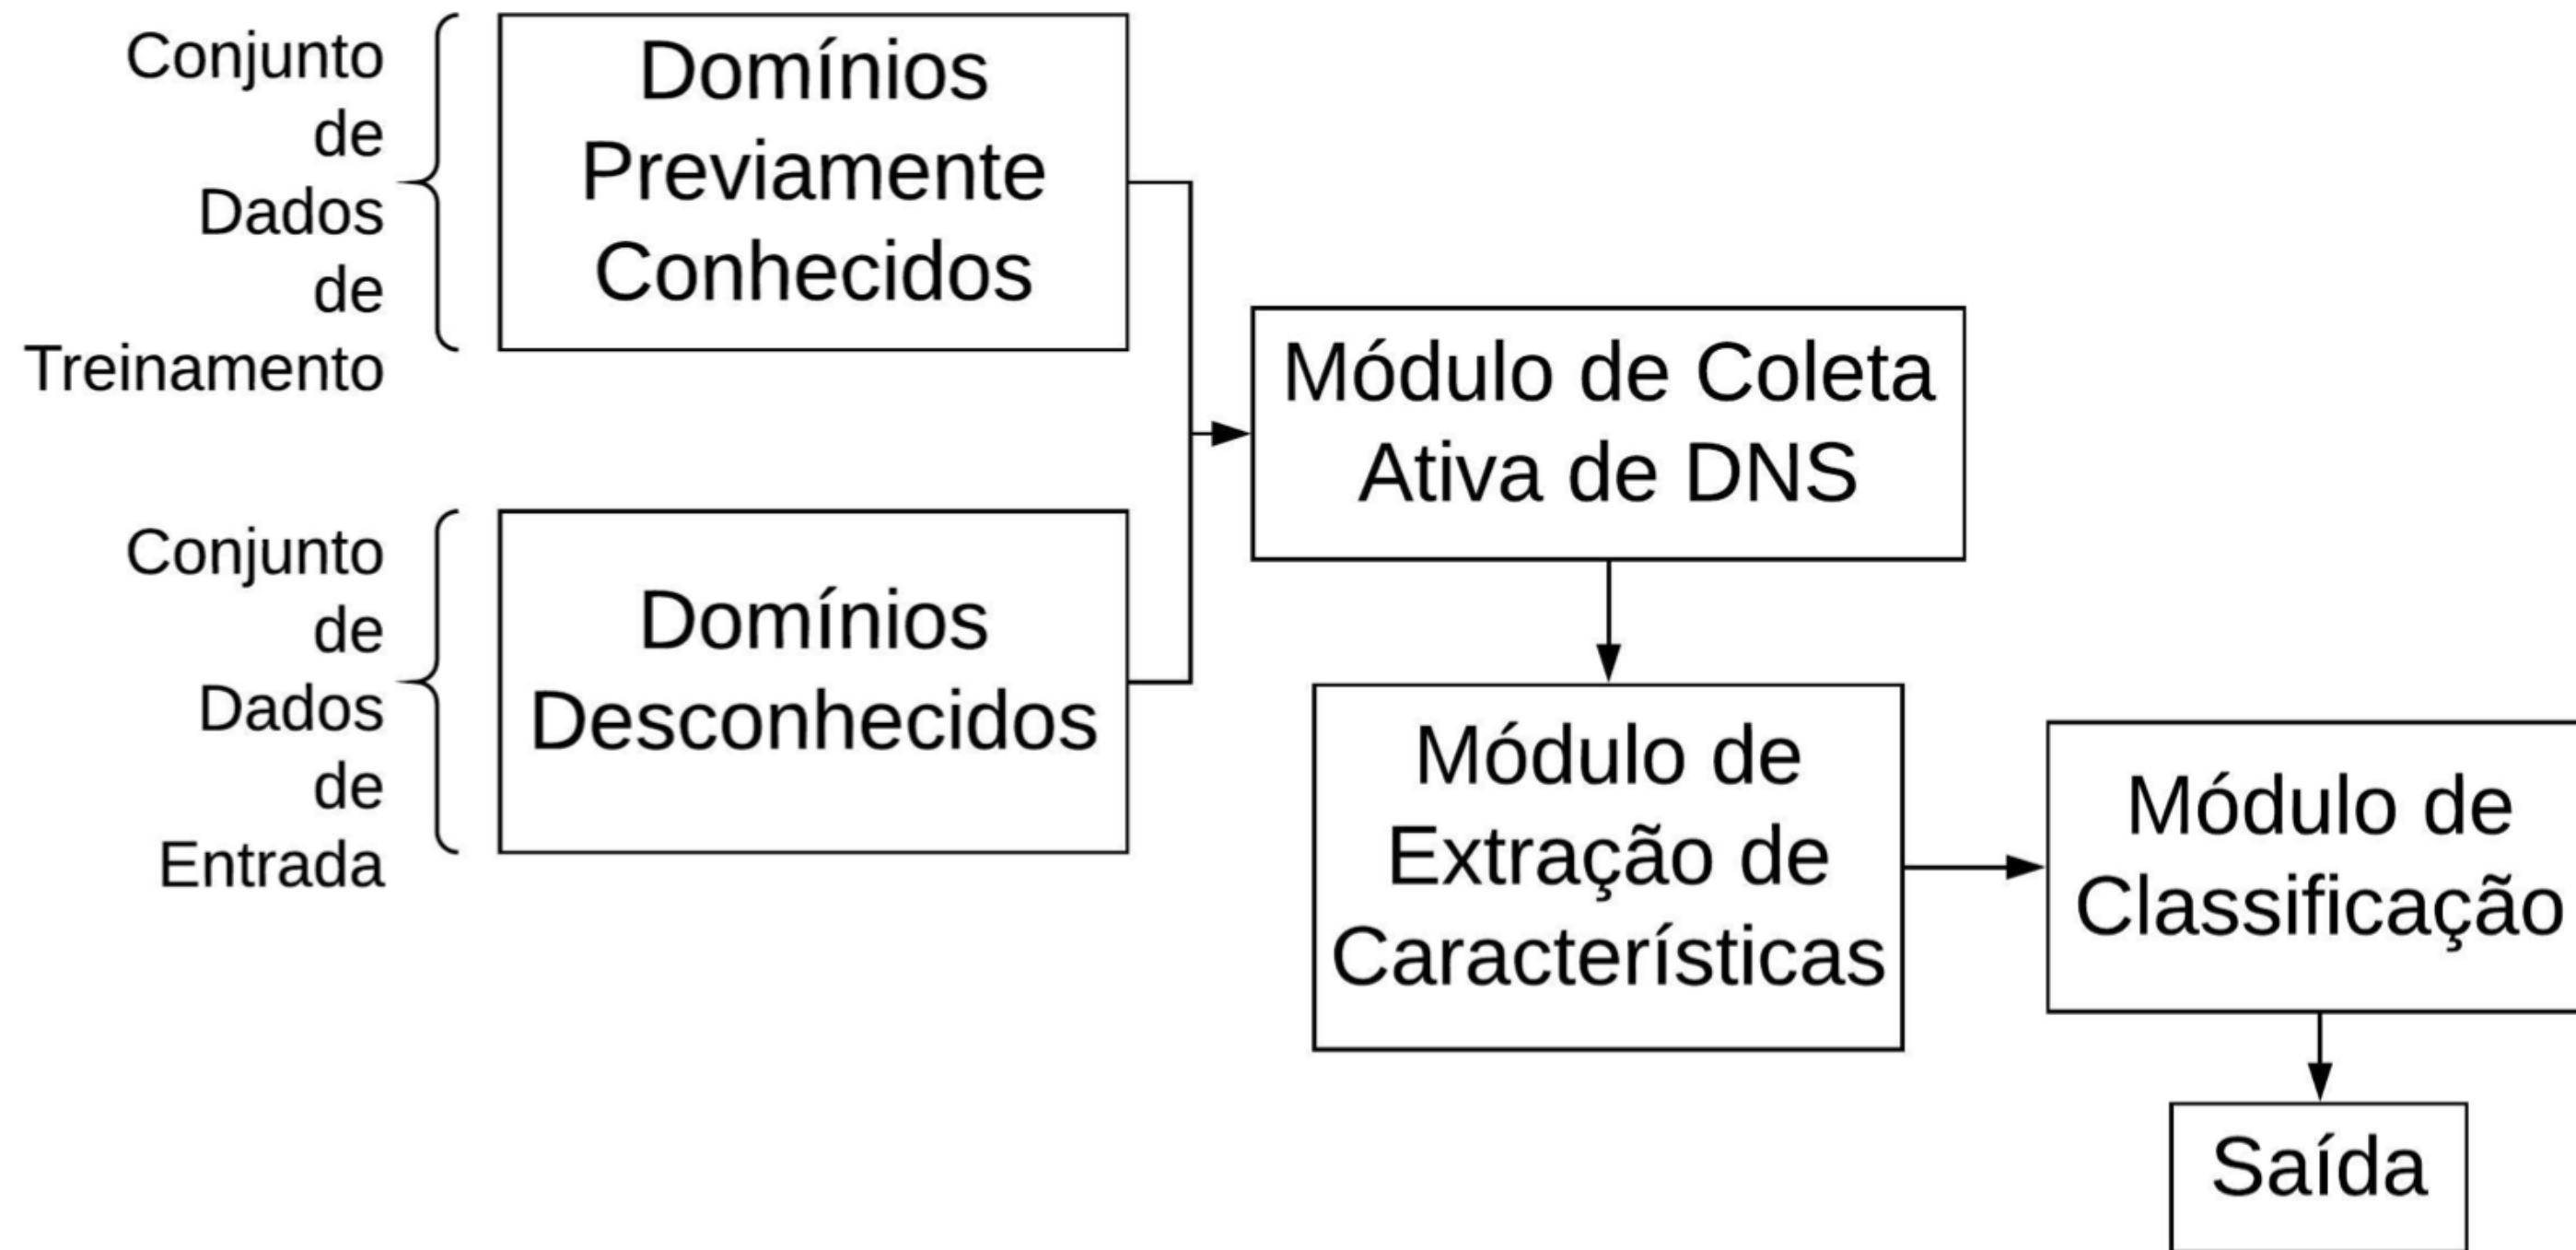 Conjunto
de
Dados
de
Treinamento
Domínios
Previamente
Conhecidos
Conjunto
de
Dados
de
Entrada
Domínios
Desconhecidos
Módulo de Coleta
Ativa de DNS
Módulo de
Extração de
Características
Módulo de
Classificação
Saída